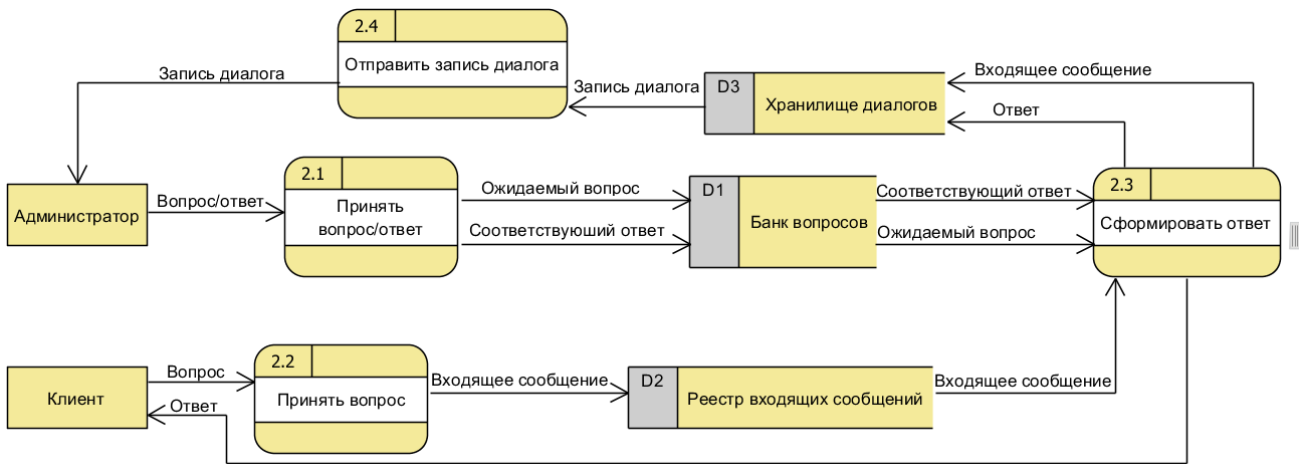 2.4
Отправить запись диалога
Запись диалога
Запись диалога
D3
Хранилище диалогов
Входящее сообщение
Ответ
Администратор
Вопрос/ответ
2.1
Принять
вопрос/ответ
Ожидаемый вопрос
Соответствуюший ответ
D1
Банк вопросов
Соответствующий ответ
Ожидаемый вопрос
2.3
Сформировать ответ
Клиент
Вопрос
Ответ
2.2
Принять вопрос
Входящее сообщение
D2
Реестр входящих сообщений
Входящее сообщение